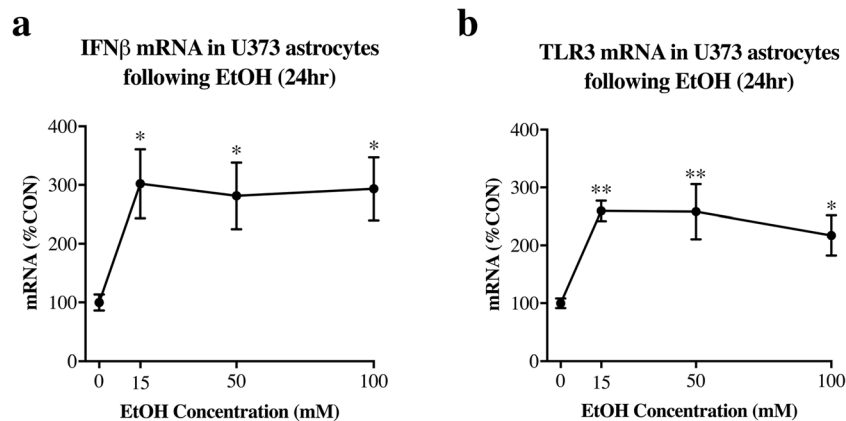 a
IFNβ mRNA in U373 astrocytes
following EtOH (24hr)
mRNA (%CON)
400
300
200
100
0
*
*
*
0
15
50
100
EtOH Concentration (mM)
b
TLR3 mRNA in U373 astrocytes
following EtOH (24hr)
mRNA (%CON)
400
300
200
100
0
**
**
*
0
15
50
100
EtOH Concentration (mM)